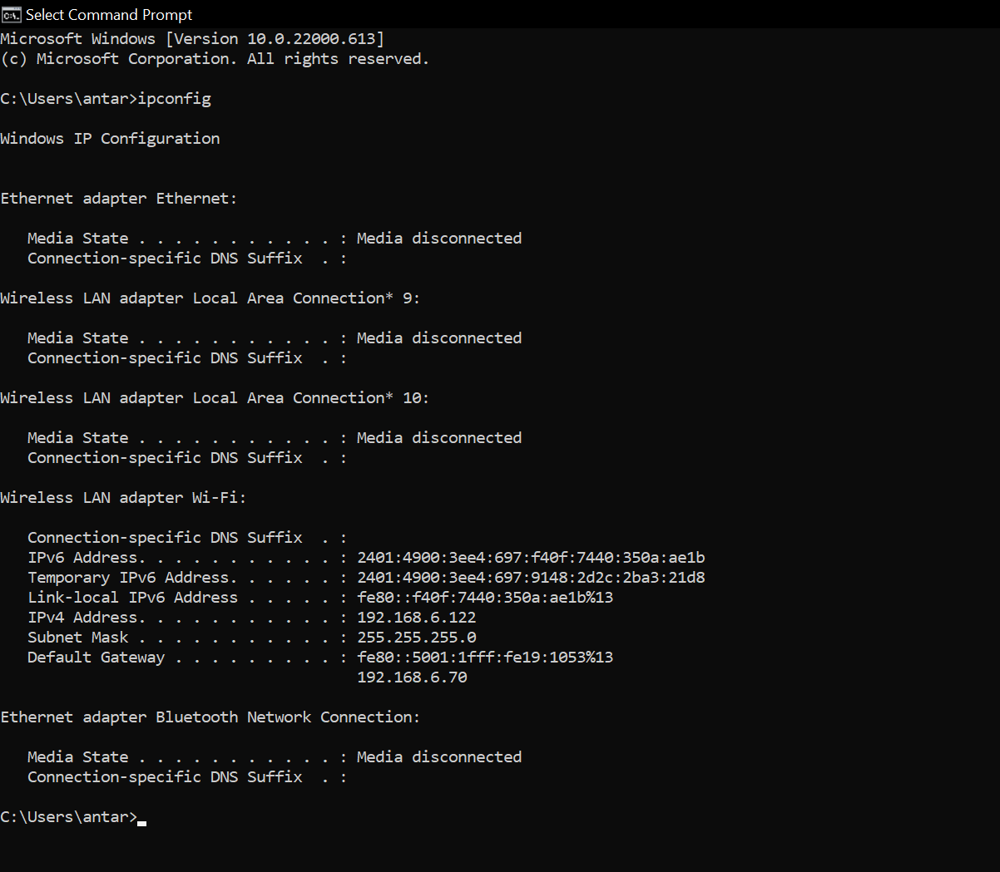 Select Command Prompt
Microsoft Windows [Version 10.0.22000.613]
(c) Microsoft Corporation. All rights reserved.
C:\Users\antar>ipconfig
Windows IP Configuration
Ethernet adapter Ethernet:
   Media State . . . . . . . . . . . : Media disconnected
   Connection-specific DNS Suffix  . :
Wireless LAN adapter Local Area Connection* 9:
   Media State . . . . . . . . . . . : Media disconnected
   Connection-specific DNS Suffix  . :
Wireless LAN adapter Local Area Connection* 10:
   Media State . . . . . . . . . . . : Media disconnected
   Connection-specific DNS Suffix  . :
Wireless LAN adapter Wi-Fi:
   Connection-specific DNS Suffix  . :
   IPv6 Address. . . . . . . . . . . : 2401:4900:3ee4:697:f40f:7440:350a:ae1b
   Temporary IPv6 Address. . . . . . : 2401:4900:3ee4:697:9148:2d2c:2ba3:21d8
   Link-local IPv6 Address . . . . . : fe80::f40f:7440:350a:ae1b%13
   IPv4 Address. . . . . . . . . . . : 192.168.6.122
   Subnet Mask . . . . . . . . . . . : 255.255.255.0
   Default Gateway . . . . . . . . . : fe80::5001:1fff:fe19:1053%13
                                       192.168.6.70
Ethernet adapter Bluetooth Network Connection:
   Media State . . . . . . . . . . . : Media disconnected
   Connection-specific DNS Suffix  . :
C:\Users\antar>